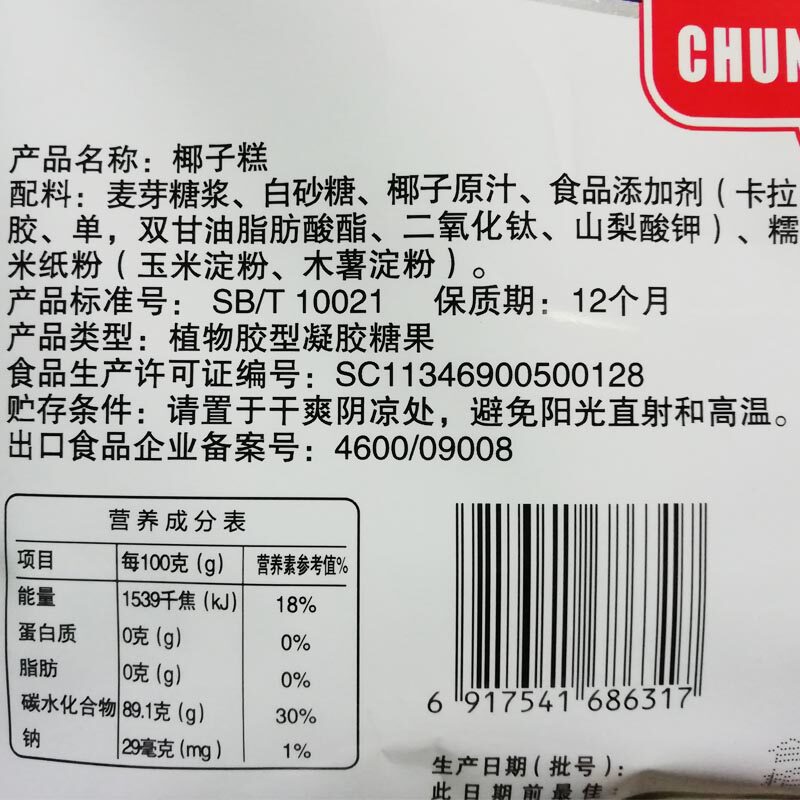 CHUN
产品名称：椰子糕
配料：麦芽糖浆、白砂糖、椰子原汁、食品添加剂（卡拉
胶、单，双甘油脂肪酸酯、二氧化钛、山梨酸钾）、糯
米纸粉（玉米淀粉、木薯淀粉）。
产品标准号： SB/T 10021 保质期：12个月
产品类型：植物胶型凝胶糖果
食品生产许可证编号：SC11346900500128
贮存条件：请置于干爽阴凉处，避免阳光直射和高温。
出口食品企业备案号：4600/09008
营养成分表
项目 每100克 (g) 营养素参考值%
能量 1539千焦 (kJ) 18%
蛋白质 0克 (g) 0%
脂肪 0克 (g) 0%
碳水化合物 89.1克 (g) 30%
钠 29毫克 (mg) 1%
6 917541 686317
生产日期（批号）：
此日期前最佳：